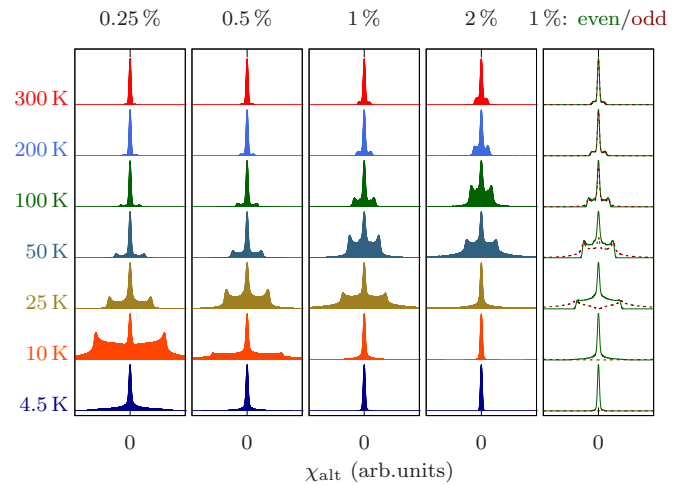 0.25 % 0.5 % 1 % 2 % 1 %: even/odd
300 K
200 K
100 K
50 K
25 K
10 K
4.5 K
0 0 0 0 0
χalt (arb.units)